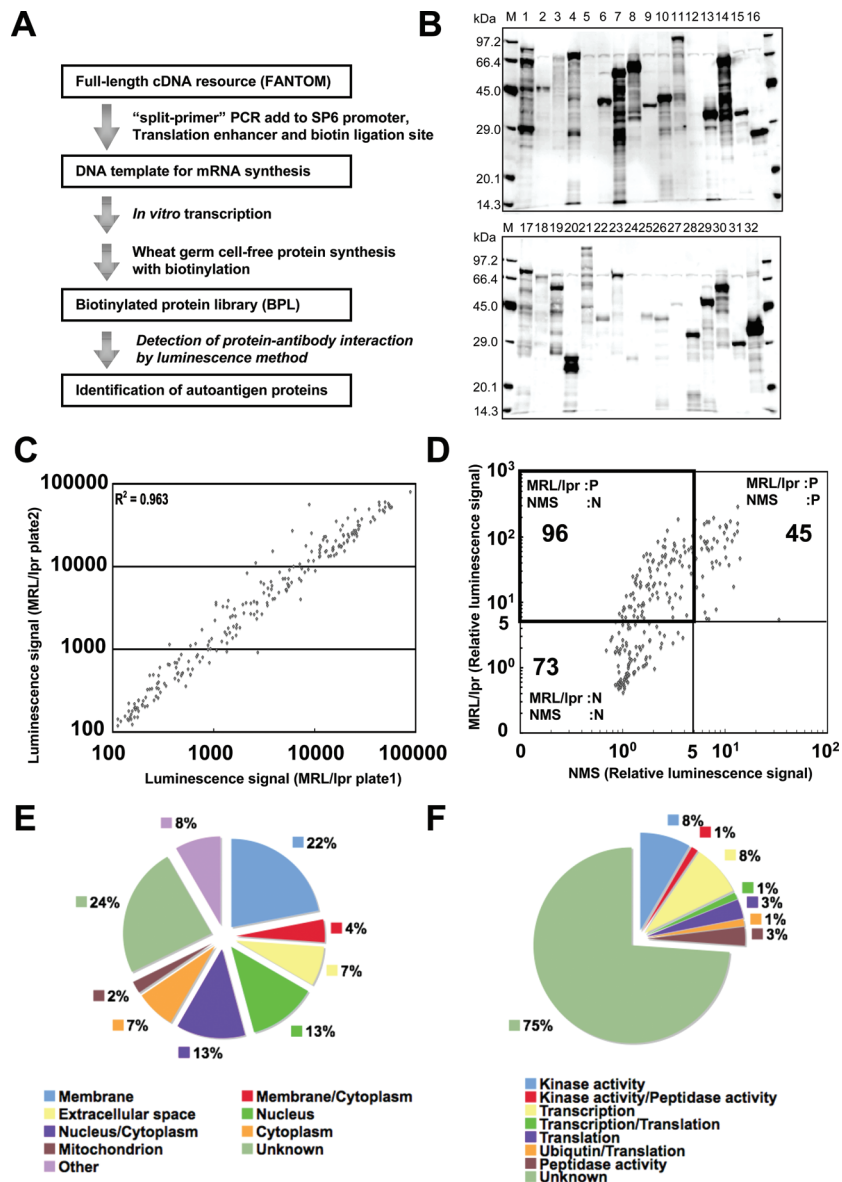 A
Full-length cDNA resource (FANTOM)
“split-primer” PCR add to SP6 promoter,
Translation enhancer and biotin ligation site
DNA template for mRNA synthesis
In vitro transcription
Wheat germ cell-free protein synthesis
with biotinylation
Biotinylated protein library (BPL)
Detection of protein-antibody interaction
by luminescence method
Identification of autoantigen proteins
B
kDa M 1 2 3 4 5 6 7 8 9 10 11 12 13 14 15 16
97.2
66.4
45.0
29.0
20.1
14.3
M 17 18 19 20 21 22 23 24 25 26 27 28 29 30 31 32
kDa
97.2
66.4
45.0
29.0
20.1
14.3
C
R² = 0.963
Luminescence signal (MRL/lpr plate2)
100000
10000
1000
100
100 1000 10000 100000
Luminescence signal (MRL/lpr plate1)
D
MRL/lpr (Relative luminescence signal)
10³
10²
10¹
5
10⁰
0
MRL/lpr :P
NMS :N
96
MRL/lpr :P
NMS :P
45
73
MRL/lpr :N
NMS :N
0 10⁰ 5 10¹ 10²
NMS (Relative luminescence signal)
E
8%
22%
24%
4%
7%
2%
7%
13%
13%
Membrane
Membrane/Cytoplasm
Extracellular space
Nucleus
Nucleus/Cytoplasm
Cytoplasm
Mitochondrion
Unknown
Other
F
8%
1%
8%
1%
3%
1%
3%
75%
Kinase activity
Kinase activity/Peptidase activity
Transcription
Transcription/Translation
Translation
Ubiqutin/Translation
Peptidase activity
Unknown